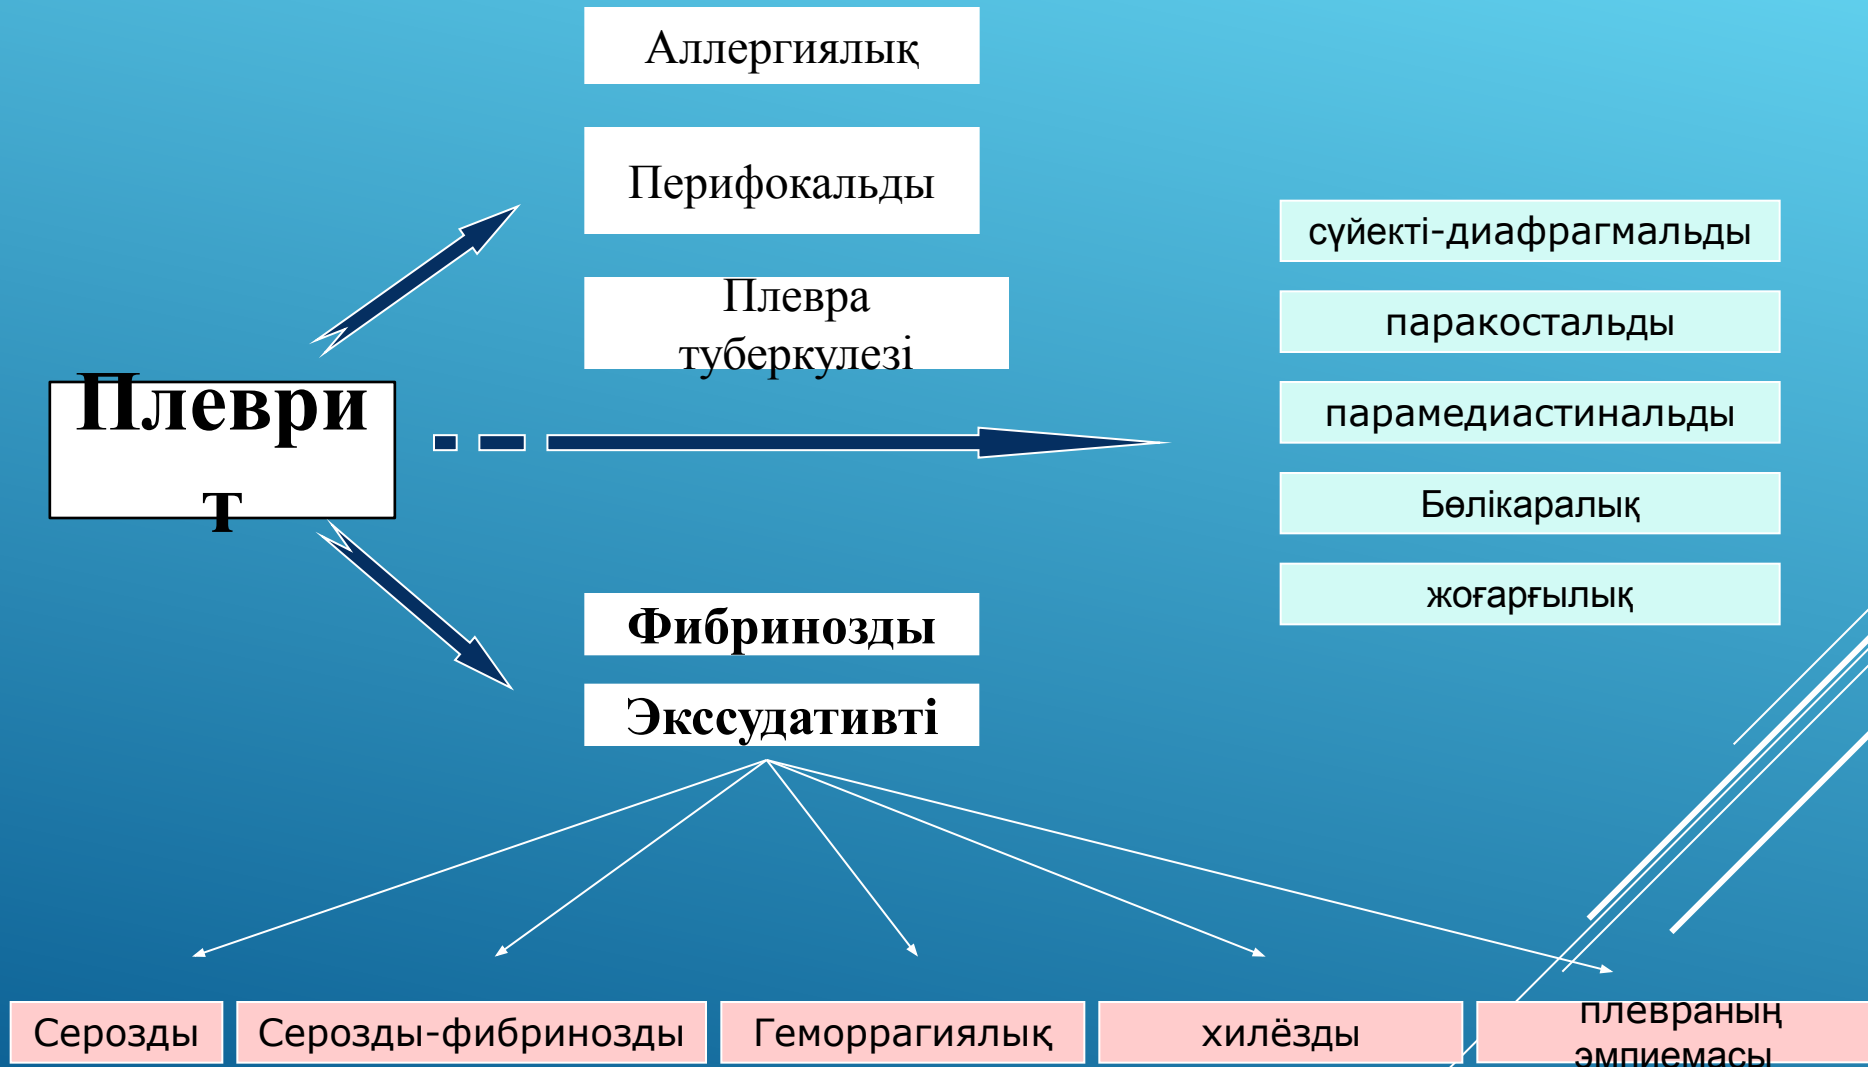 Аллергиялық
Перифокальды
Плевра
туберкулезі
Плеври
т
Фибринозды
Экссудативті
сүйекті-диафрагмальды
паракостальды
парамедиастинальды
Бөлікаралық
жоғарғылық
Серозды
Серозды-фибринозды
Геморрагиялық
хилёзды
плевраның
эмпиемасы